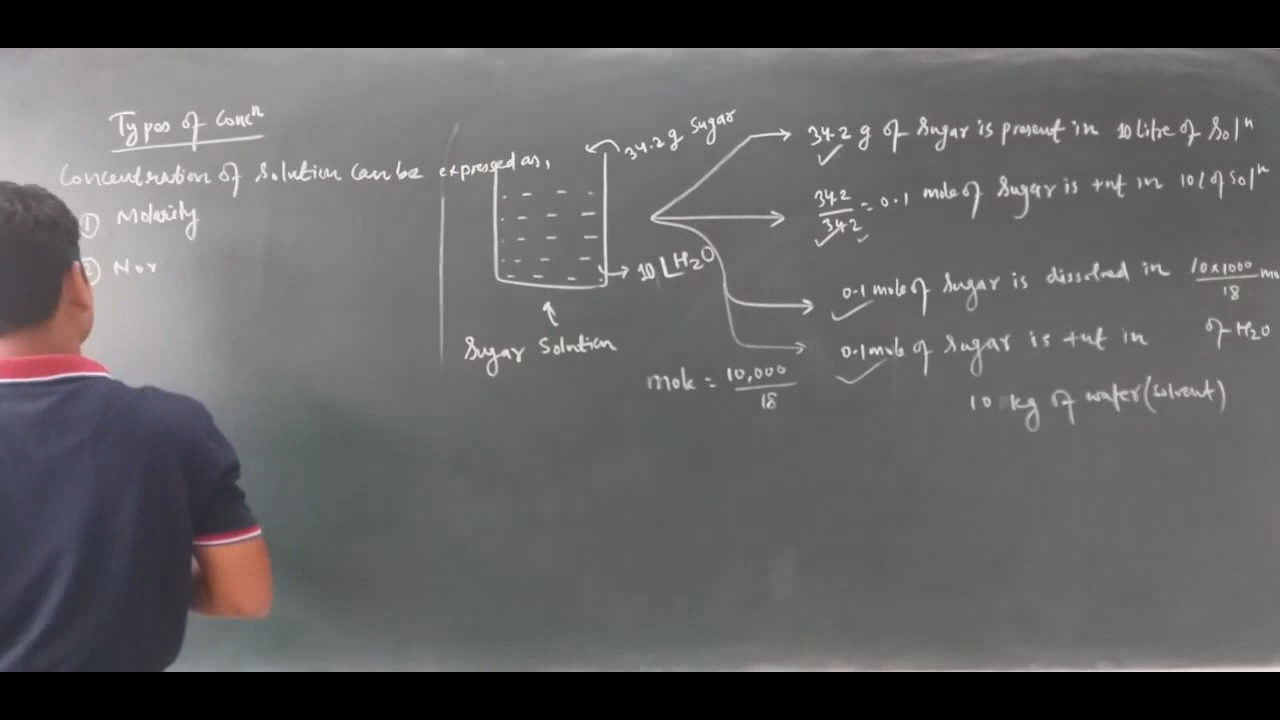 Types of Concⁿ
Concentration of Solution can be expressed as,
① Molarity
② Nor
34.2 g Sugar
10 L H₂O
Sugar Solution
34.2 g of Sugar is present in 10 litre of Solⁿ
34.2/342 = 0.1 mole of Sugar is +nt in 10 L of Solⁿ
0.1 mole of Sugar is dissolved in 10x1000/18 mo
of H₂O
0.1 mole of Sugar is +nt in
10 kg of water (solvent)
mole = 10,000/18